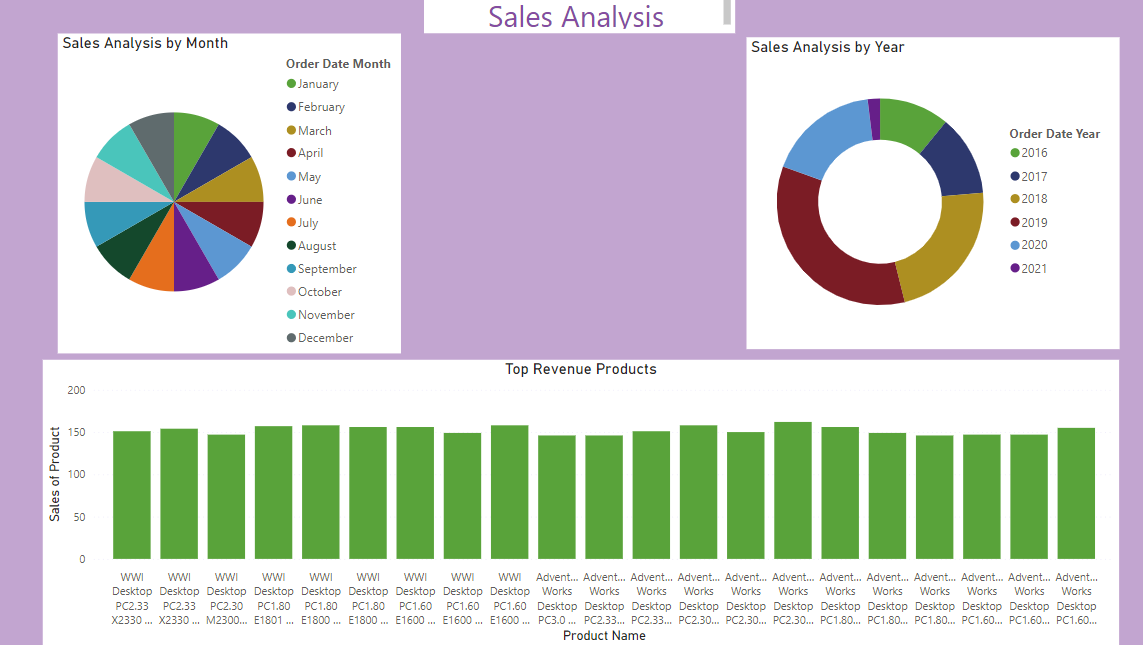 Sales Analysis
Sales Analysis by Month
Order Date Month
January
February
March
April
May
June
July
August
September
October
November
December
Sales Analysis by Year
Order Date Year
2016
2017
2018
2019
2020
2021
Top Revenue Products
Sales of Product
200
150
100
50
0
WWI WWI WWI WWI WWI WWI WWI WWI WWI Advent... Advent... Advent... Advent... Advent... Advent... Advent... Advent... Advent... Advent... Advent... Advent...
Desktop Desktop Desktop Desktop Desktop Desktop Desktop Desktop Desktop Works Works Works Works Works Works Works Works Works Works Works Works
PC2.33 PC2.33 PC2.30 PC1.80 PC1.80 PC1.80 PC1.60 PC1.60 PC1.60 Desktop Desktop Desktop Desktop Desktop Desktop Desktop Desktop Desktop Desktop Desktop Desktop
X2330 ... X2330 ... M2300... E1801 ... E1800 ... E1800 ... E1600 ... E1600 ... E1600 ... PC3.0 ... PC2.33... PC2.33... PC2.30... PC2.30... PC2.30... PC1.80... PC1.80... PC1.80... PC1.60... PC1.60... PC1.60...
Product Name